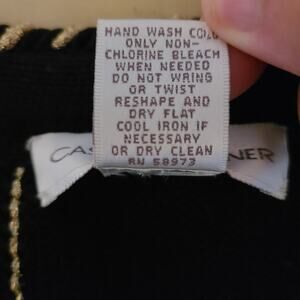 HAND WASH COLD
ONLY NON-
CHLORINE BLEACH
WHEN NEEDED
DO NOT WRING
OR TWIST
RESHAPE AND
DRY FLAT
COOL IRON IF
NECESSARY
OR DRY CLEAN
RN 58973